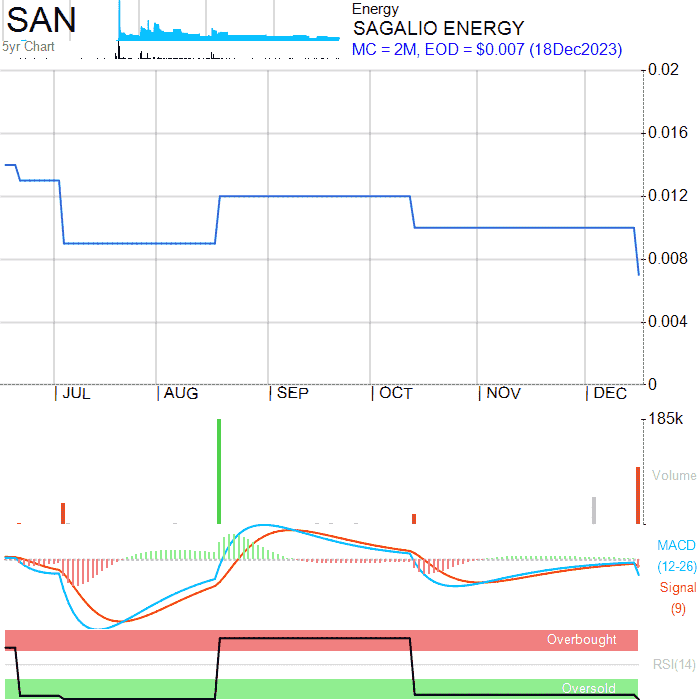 SAN
5yr Chart
Energy
SAGALIO ENERGY
MC = 2M, EOD = $0.007 (18Dec2023)
0.02
0.016
0.012
0.008
0.004
0
JUL
AUG
SEP
OCT
NOV
DEC
185k
Volume
MACD
(12-26)
Signal
(9)
Overbought
RSI(14)
Oversold